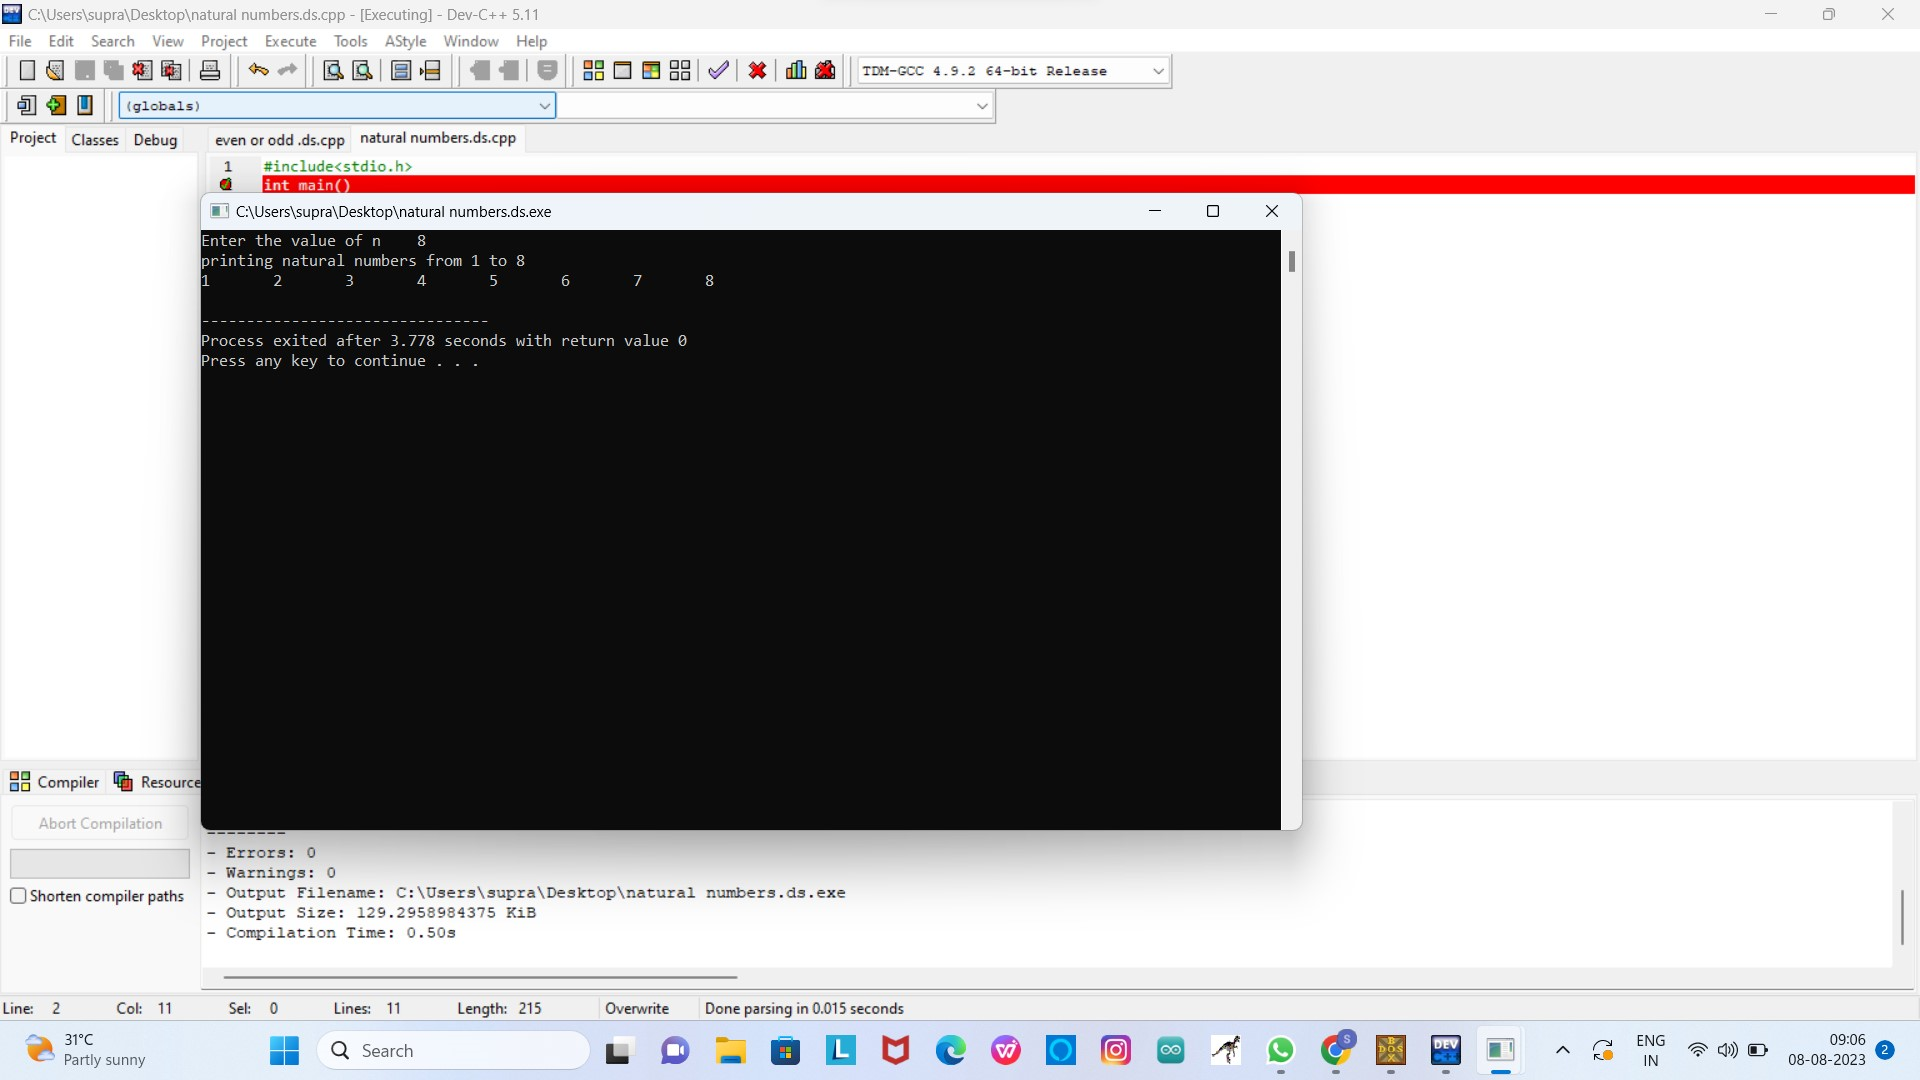 C:\Users\supra\Desktop\natural numbers.ds.cpp - [Executing] - Dev-C++ 5.11
File Edit Search View Project Execute Tools AStyle Window Help
TDM-GCC 4.9.2 64-bit Release
(globals)
Project Classes Debug
even or odd .ds.cpp natural numbers.ds.cpp
1 #include<stdio.h>
int main()
C:\Users\supra\Desktop\natural numbers.ds.exe
Enter the value of n 8
printing natural numbers from 1 to 8
1 2 3 4 5 6 7 8
--------------------------------
Process exited after 3.778 seconds with return value 0
Press any key to continue . . .
Compiler Resource
Abort Compilation
Shorten compiler paths
--------
- Errors: 0
- Warnings: 0
- Output Filename: C:\Users\supra\Desktop\natural numbers.ds.exe
- Output Size: 129.2958984375 KiB
- Compilation Time: 0.50s
Line: 2 Col: 11 Sel: 0 Lines: 11 Length: 215 Overwrite Done parsing in 0.015 seconds
31°C
Partly sunny
Search
ENG
IN
09:06
08-08-2023
2